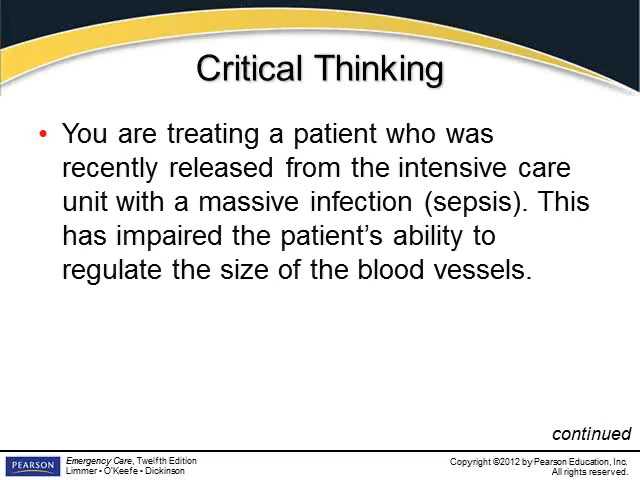 Critical Thinking
• You are treating a patient who was
recently released from the intensive care
unit with a massive infection (sepsis). This
has impaired the patient’s ability to
regulate the size of the blood vessels.
continued
PEARSON
Emergency Care, Twelfth Edition
Limmer • O'Keefe • Dickinson
Copyright ©2012 by Pearson Education, Inc.
All rights reserved.